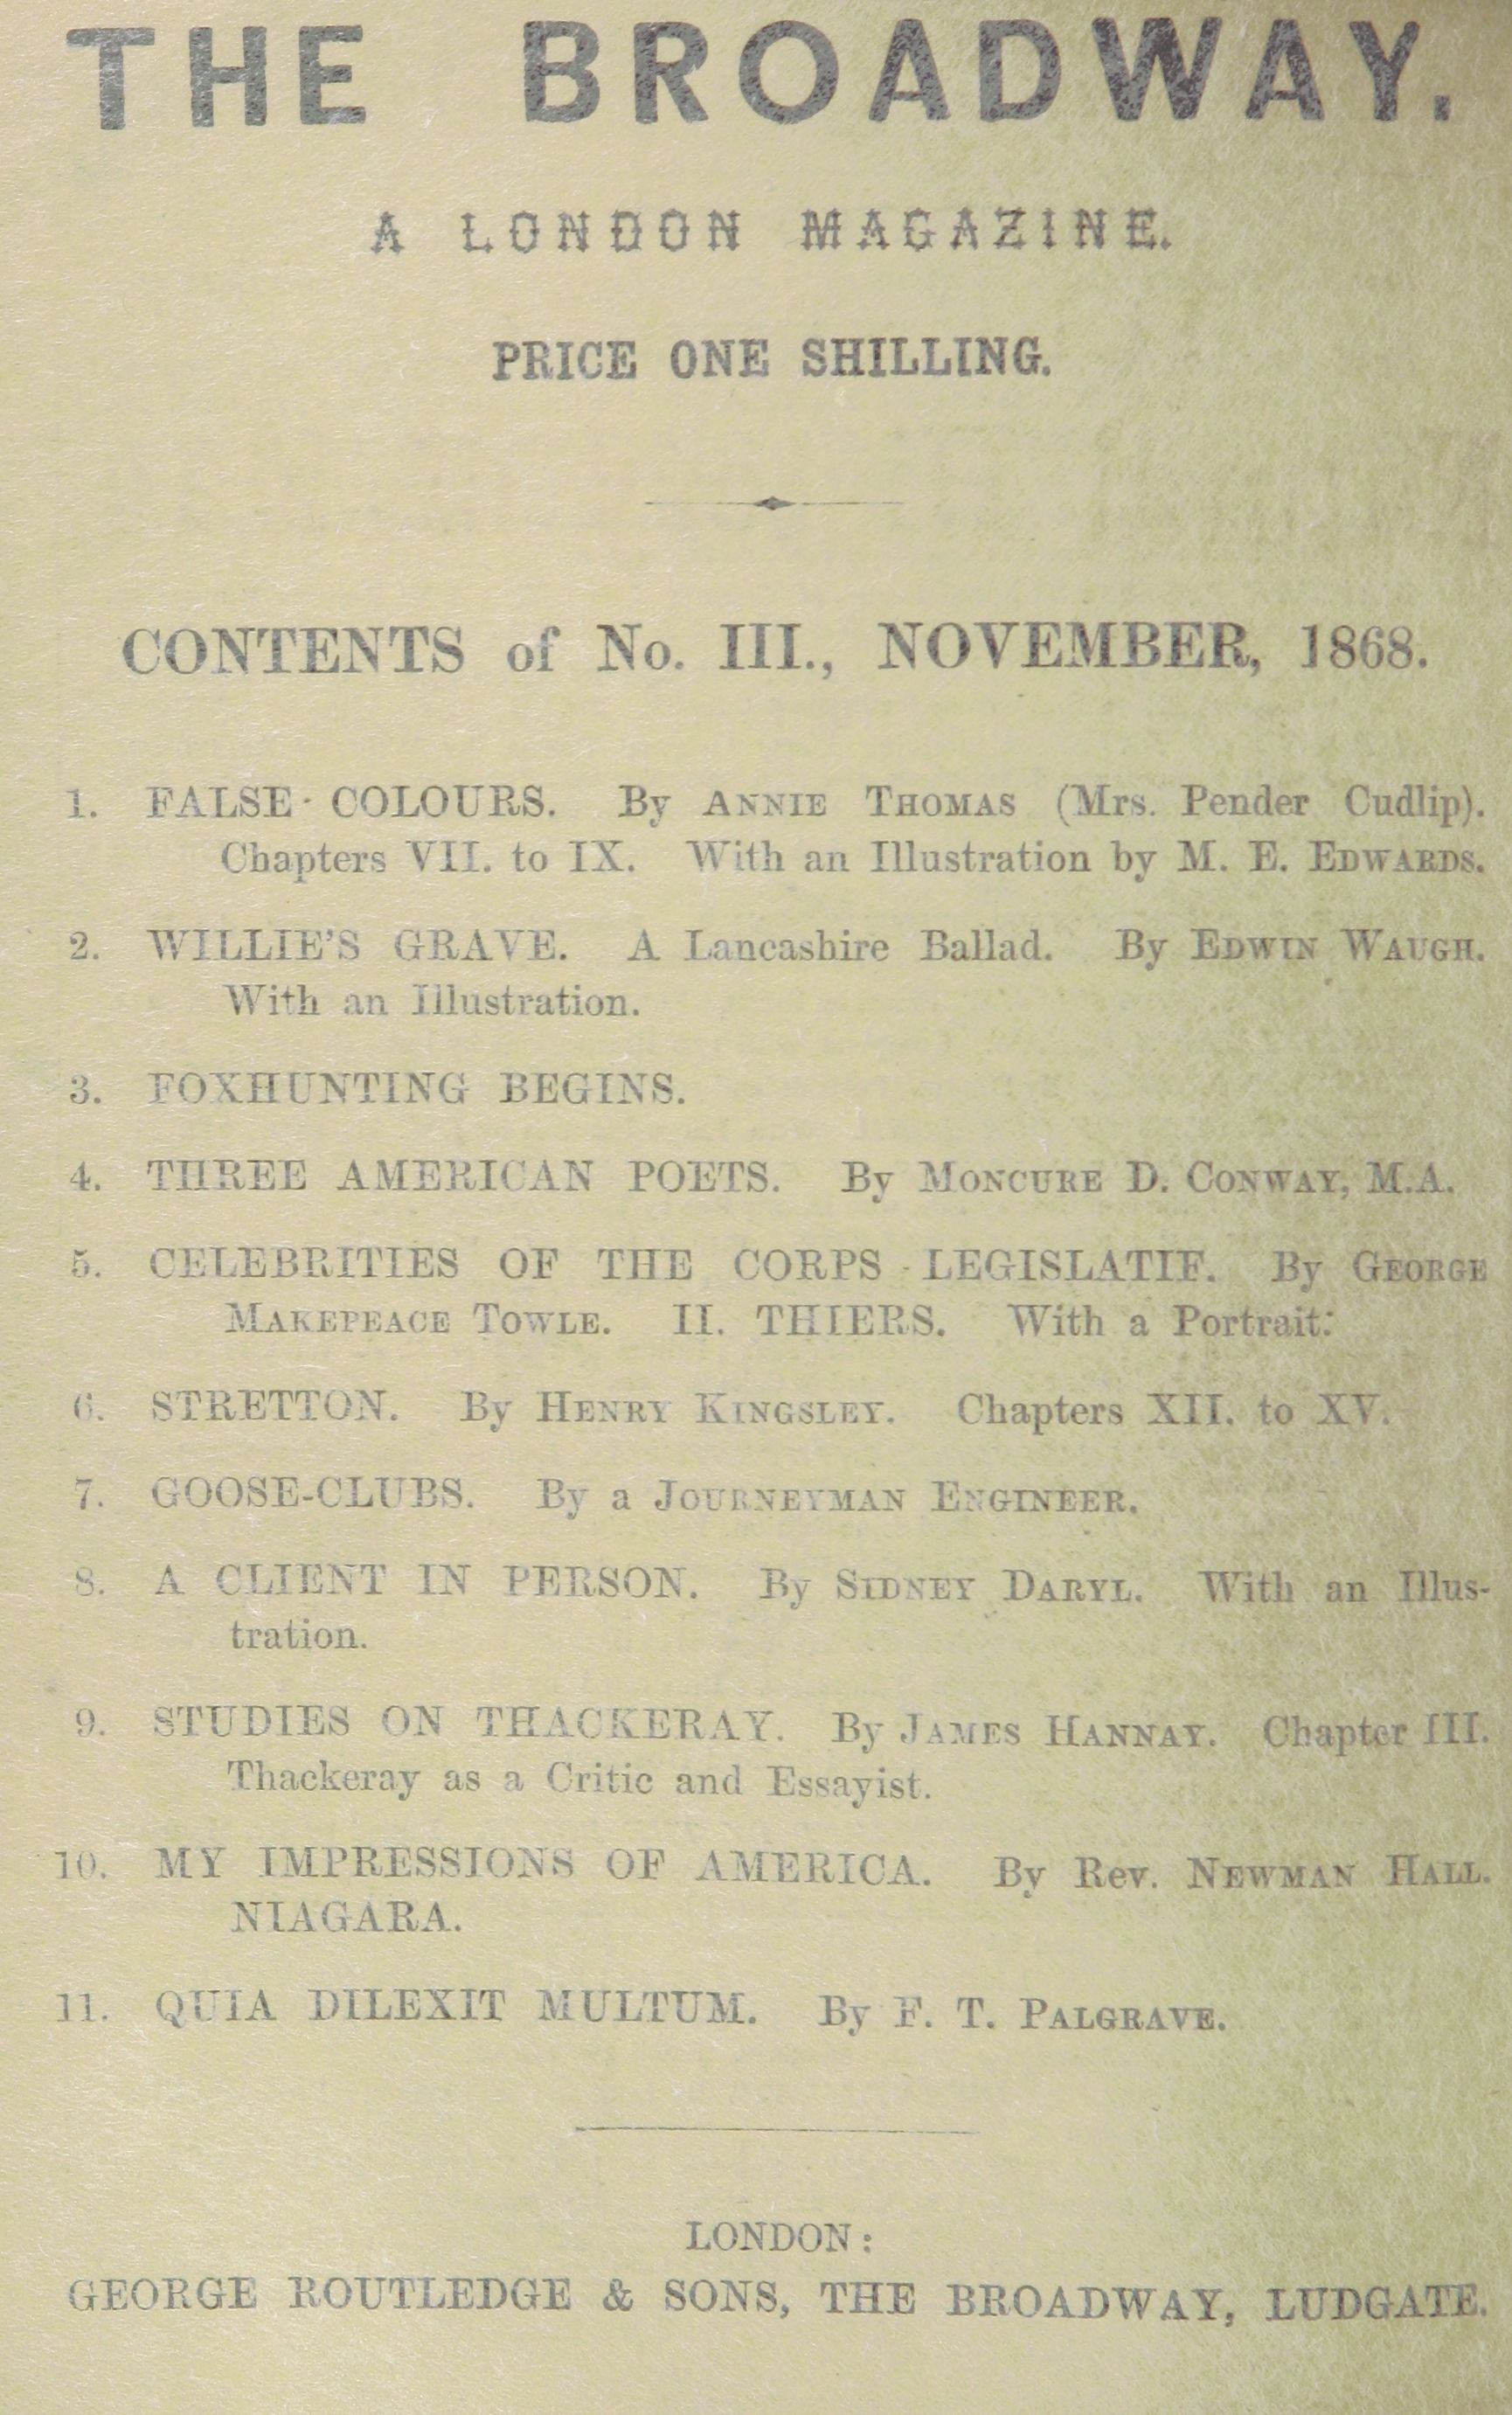 THE BROADWAY.
A LONDON MAGAZINE.
PRICE ONE SHILLING.
CONTENTS of No. III., NOVEMBER, 1868.
1. FALSE COLOURS. By ANNIE THOMAS (Mrs. Pender Cudlip).
Chapters VII. to IX. With an Illustration by M. E. EDWARDS.
2. WILLIE'S GRAVE. A Lancashire Ballad. By EDWIN WAUGH.
With an Illustration.
3. FOXHUNTING BEGINS.
4. THREE AMERICAN POETS. By MONCURE D. CONWAY, M.A.
5. CELEBRITIES OF THE CORPS LEGISLATIF. By GEORGE
MAKEPEACE TOWLE. II. THIERS. With a Portrait.
6. STRETTON. By HENRY KINGSLEY. Chapters XII. to XV.
7. GOOSE-CLUBS. By a JOURNEYMAN ENGINEER.
8. A CLIENT IN PERSON. By SIDNEY DARYL. With an Illus-
tration.
9. STUDIES ON THACKERAY. By JAMES HANNAY. Chapter III.
Thackeray as a Critic and Essayist.
10. MY IMPRESSIONS OF AMERICA. By Rev. NEWMAN HALL.
NIAGARA.
11. QUIA DILEXIT MULTUM. By F. T. PALGRAVE.
LONDON:
GEORGE ROUTLEDGE & SONS, THE BROADWAY, LUDGATE.